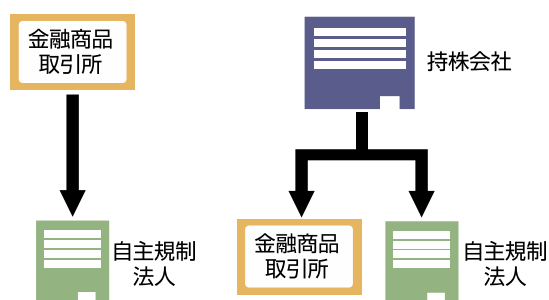 金融商品
取引所
自主規制
法人
持株会社
金融商品
取引所
自主規制
法人